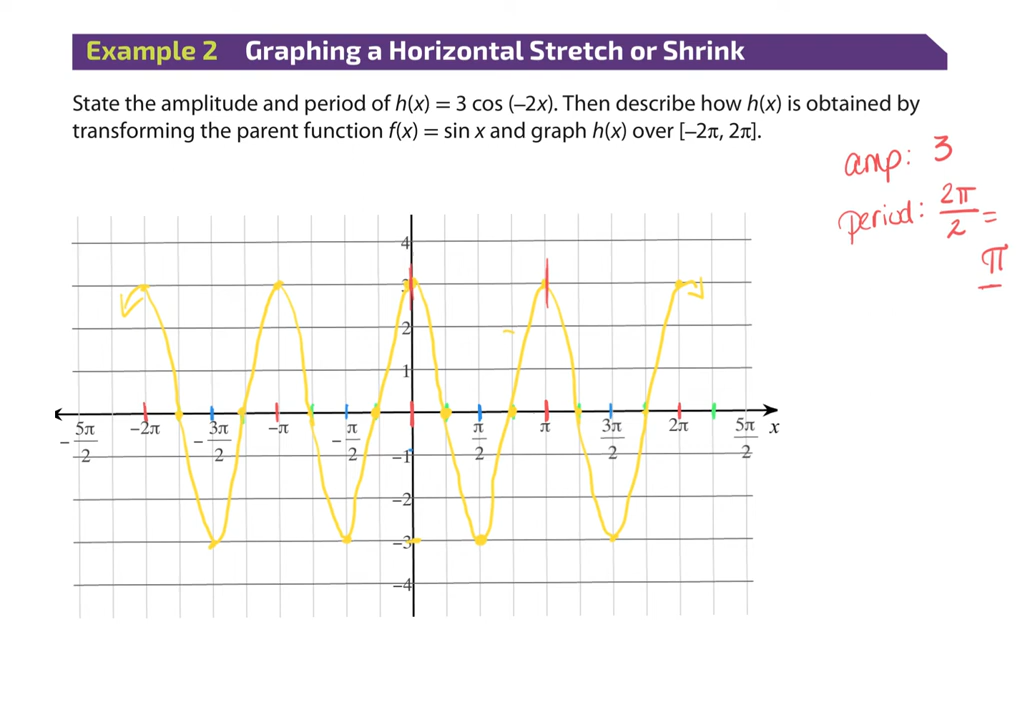 Example 2 Graphing a Horizontal Stretch or Shrink
State the amplitude and period of h(x) = 3 cos (–2x). Then describe how h(x) is obtained by
transforming the parent function f(x) = sin x and graph h(x) over [–2π, 2π].
amp: 3
period: 2π/2 =
π
4
3
2
1
–5π/2 –2π –3π/2 –π –π/2 π/2 π 3π/2 2π 5π/2 x
–1
–2
–3
–4